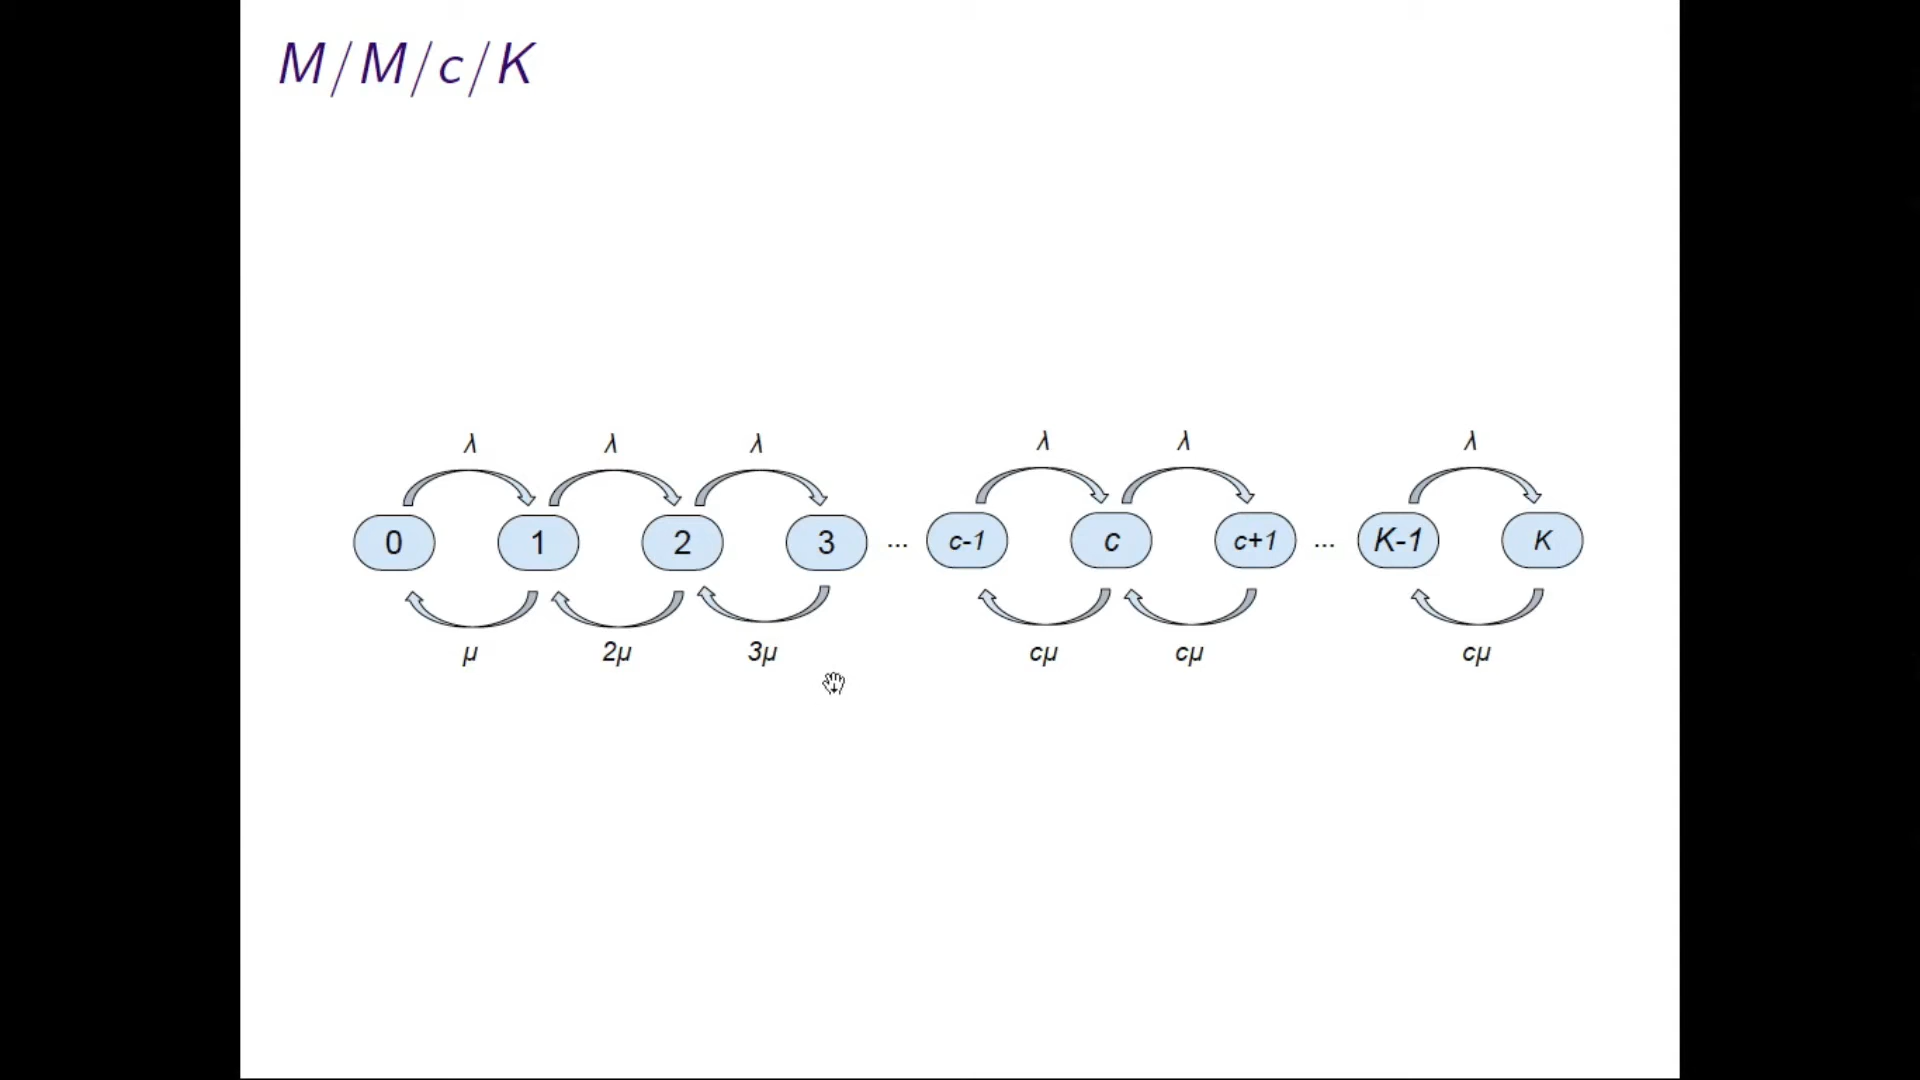 M/M/c/K
λ λ λ λ λ λ
0 1 2 3 ... c-1 c c+1 ... K-1 K
μ 2μ 3μ cμ cμ cμ